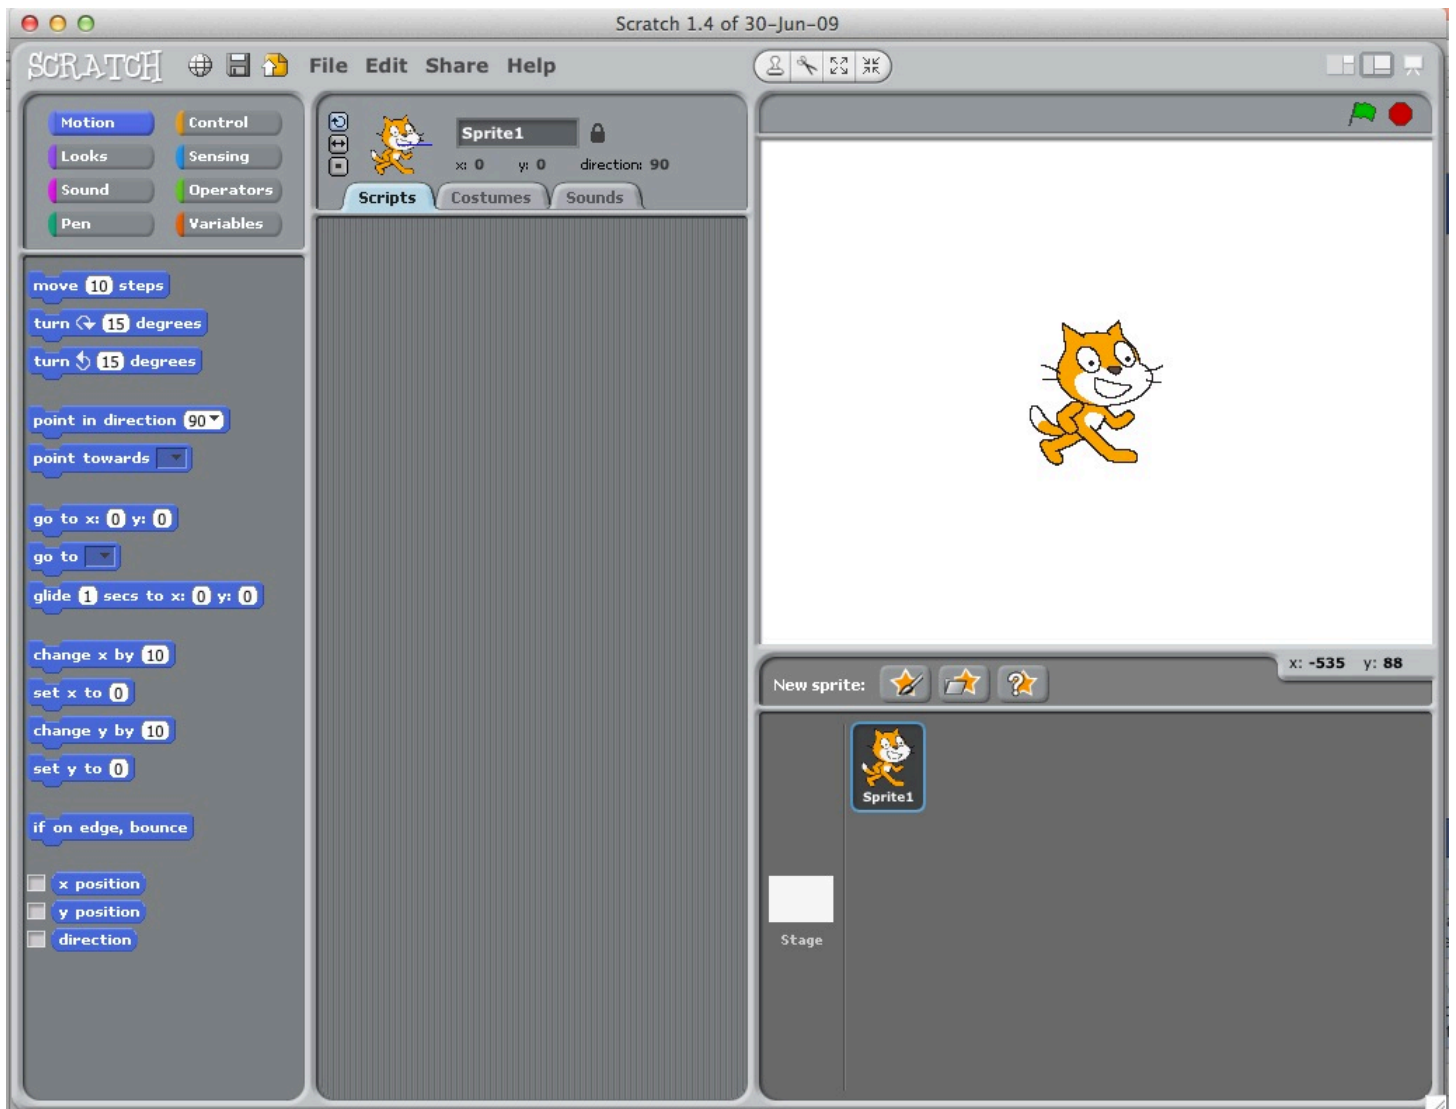 Scratch 1.4 of 30-Jun-09
SCRATCH File Edit Share Help
Motion Control
Looks Sensing
Sound Operators
Pen Variables
move 10 steps
turn 15 degrees
turn 15 degrees
point in direction 90
point towards
go to x: 0 y: 0
go to
glide 1 secs to x: 0 y: 0
change x by 10
set x to 0
change y by 10
set y to 0
if on edge, bounce
x position
y position
direction
Sprite1
x: 0 y: 0 direction: 90
Scripts Costumes Sounds
x: -535 y: 88
New sprite:
Sprite1
Stage